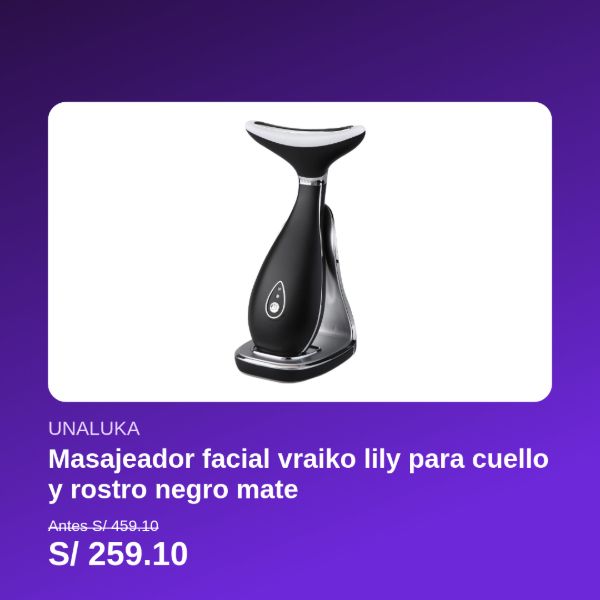 UNALUKA
Masajeador facial vraiko lily para cuello
y rostro negro mate
Antes S/ 459.10
S/ 259.10